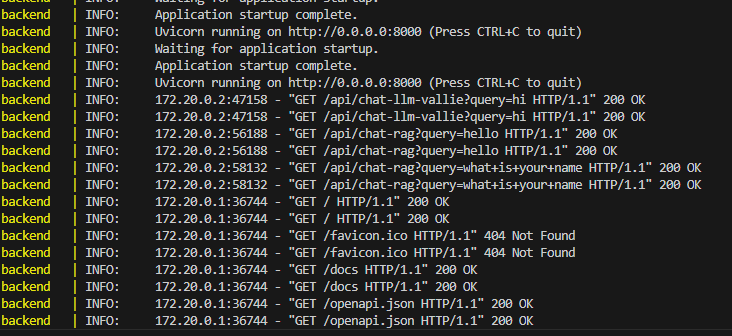 backend | INFO: Waiting for application startup.
backend | INFO: Application startup complete.
backend | INFO: Uvicorn running on http://0.0.0.0:8000 (Press CTRL+C to quit)
backend | INFO: Waiting for application startup.
backend | INFO: Application startup complete.
backend | INFO: Uvicorn running on http://0.0.0.0:8000 (Press CTRL+C to quit)
backend | INFO: 172.20.0.2:47158 - "GET /api/chat-llm-vallie?query=hi HTTP/1.1" 200 OK
backend | INFO: 172.20.0.2:47158 - "GET /api/chat-llm-vallie?query=hi HTTP/1.1" 200 OK
backend | INFO: 172.20.0.2:56188 - "GET /api/chat-rag?query=hello HTTP/1.1" 200 OK
backend | INFO: 172.20.0.2:56188 - "GET /api/chat-rag?query=hello HTTP/1.1" 200 OK
backend | INFO: 172.20.0.2:58132 - "GET /api/chat-rag?query=what+is+your+name HTTP/1.1" 200 OK
backend | INFO: 172.20.0.2:58132 - "GET /api/chat-rag?query=what+is+your+name HTTP/1.1" 200 OK
backend | INFO: 172.20.0.1:36744 - "GET / HTTP/1.1" 200 OK
backend | INFO: 172.20.0.1:36744 - "GET / HTTP/1.1" 200 OK
backend | INFO: 172.20.0.1:36744 - "GET /favicon.ico HTTP/1.1" 404 Not Found
backend | INFO: 172.20.0.1:36744 - "GET /favicon.ico HTTP/1.1" 404 Not Found
backend | INFO: 172.20.0.1:36744 - "GET /docs HTTP/1.1" 200 OK
backend | INFO: 172.20.0.1:36744 - "GET /docs HTTP/1.1" 200 OK
backend | INFO: 172.20.0.1:36744 - "GET /openapi.json HTTP/1.1" 200 OK
backend | INFO: 172.20.0.1:36744 - "GET /openapi.json HTTP/1.1" 200 OK